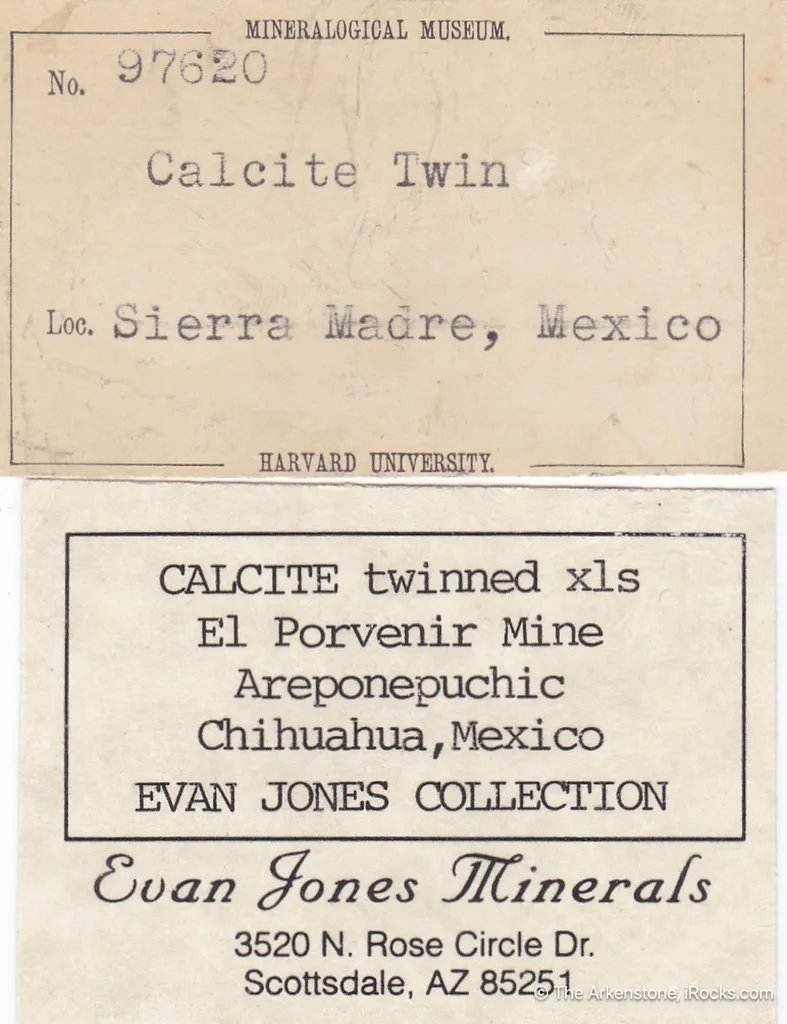 MINERALOGICAL MUSEUM.
No. 97620
Calcite Twin
Loc. Sierra Madre, Mexico
HARVARD UNIVERSITY.
CALCITE twinned xls
El Porvenir Mine
Areponepuchic
Chihuahua,Mexico
EVAN JONES COLLECTION
Evan Jones Minerals
3520 N. Rose Circle Dr.
Scottsdale, AZ 85251
© The Arkenstone, iRocks.com